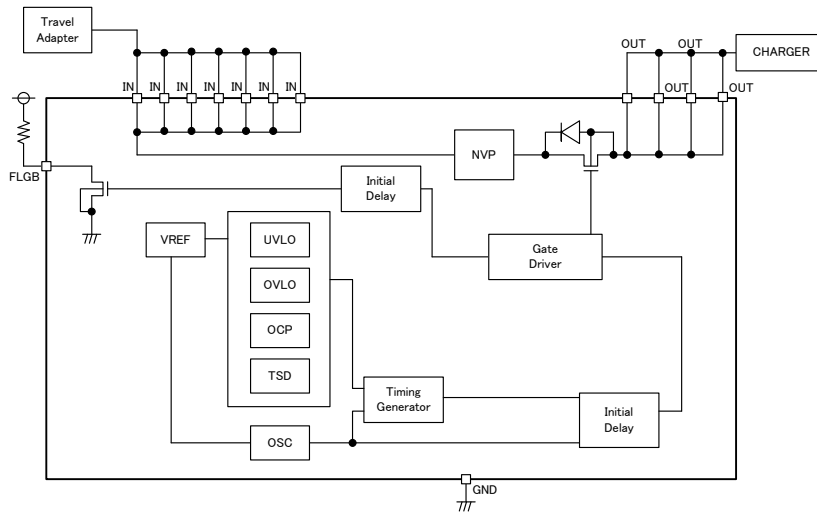 Travel
Adapter
OUT
OUT
CHARGER
IN
IN
IN
IN
IN
IN
IN
OUT
OUT
NVP
FLGB
Initial
Delay
VREF
UVLO
Gate
Driver
OVLO
OCP
TSD
Timing
Generator
Initial
Delay
OSC
GND